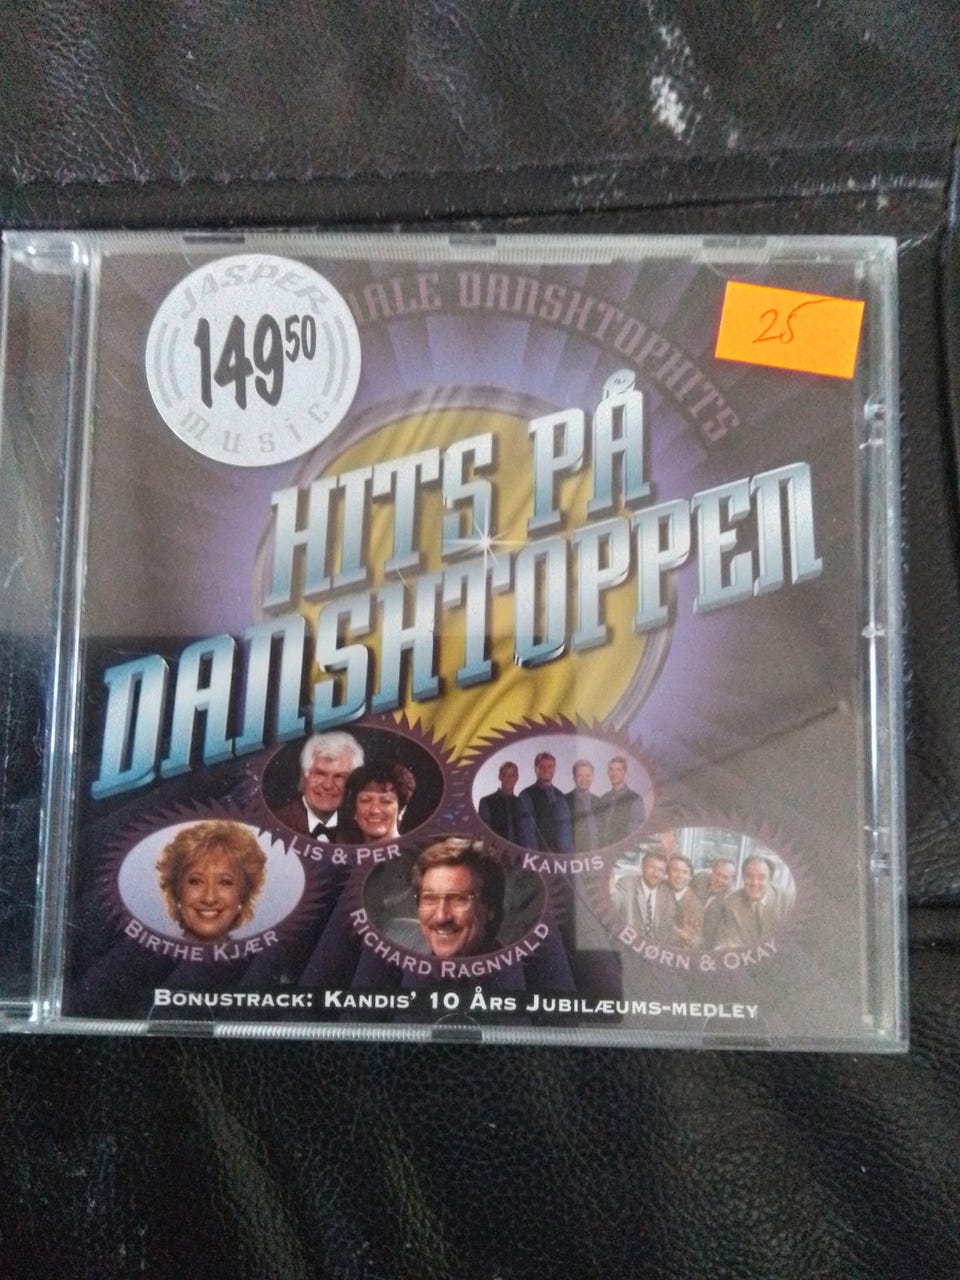 JASPER
149 50
MUSIC
DANSKTOPHITS
25
HITS PÅ
DANSKTOPPEN
LIS & PER
KANDIS
BIRTHE KJÆR
RICHARD RAGNVALD
BJØRN & OKAY
BONUSTRACK: KANDIS' 10 ÅRS JUBILÆUMS-MEDLEY